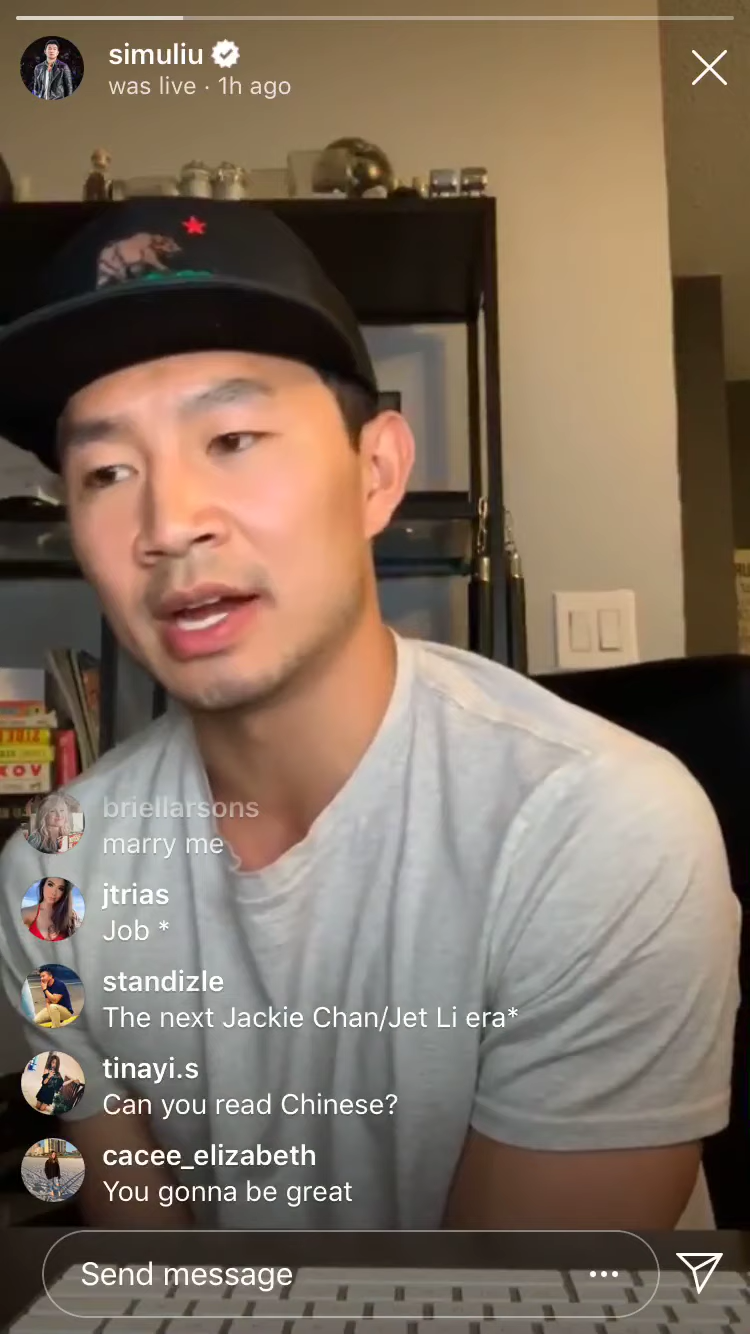 simuliu
was live · 1h ago
briellarsons
marry me
jtrias
Job *
standizle
The next Jackie Chan/Jet Li era*
tinayi.s
Can you read Chinese?
cacee_elizabeth
You gonna be great
Send message